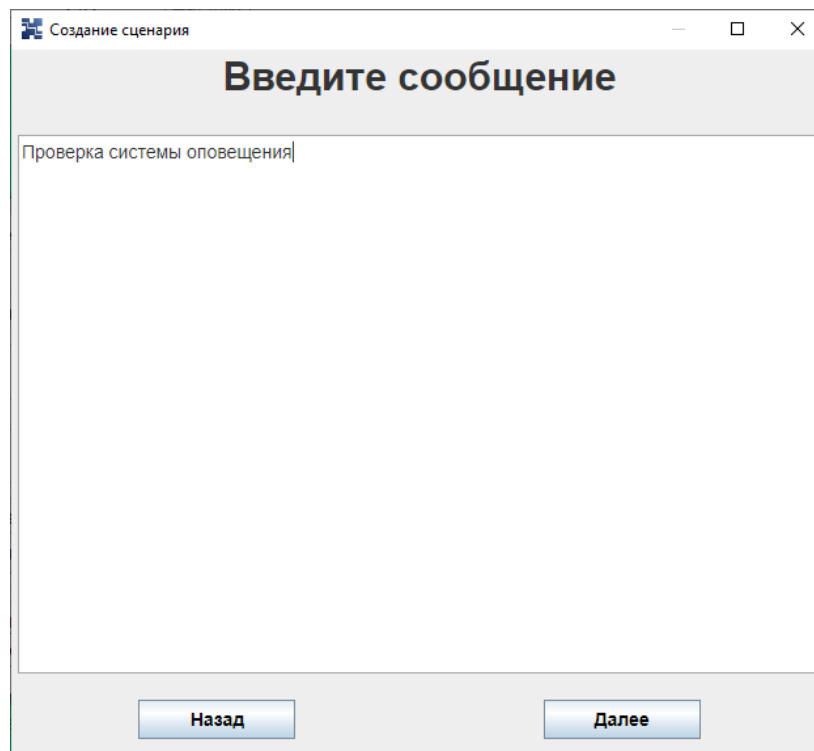 Создание сценария
Введите сообщение
Проверка системы оповещения
Назад
Далее